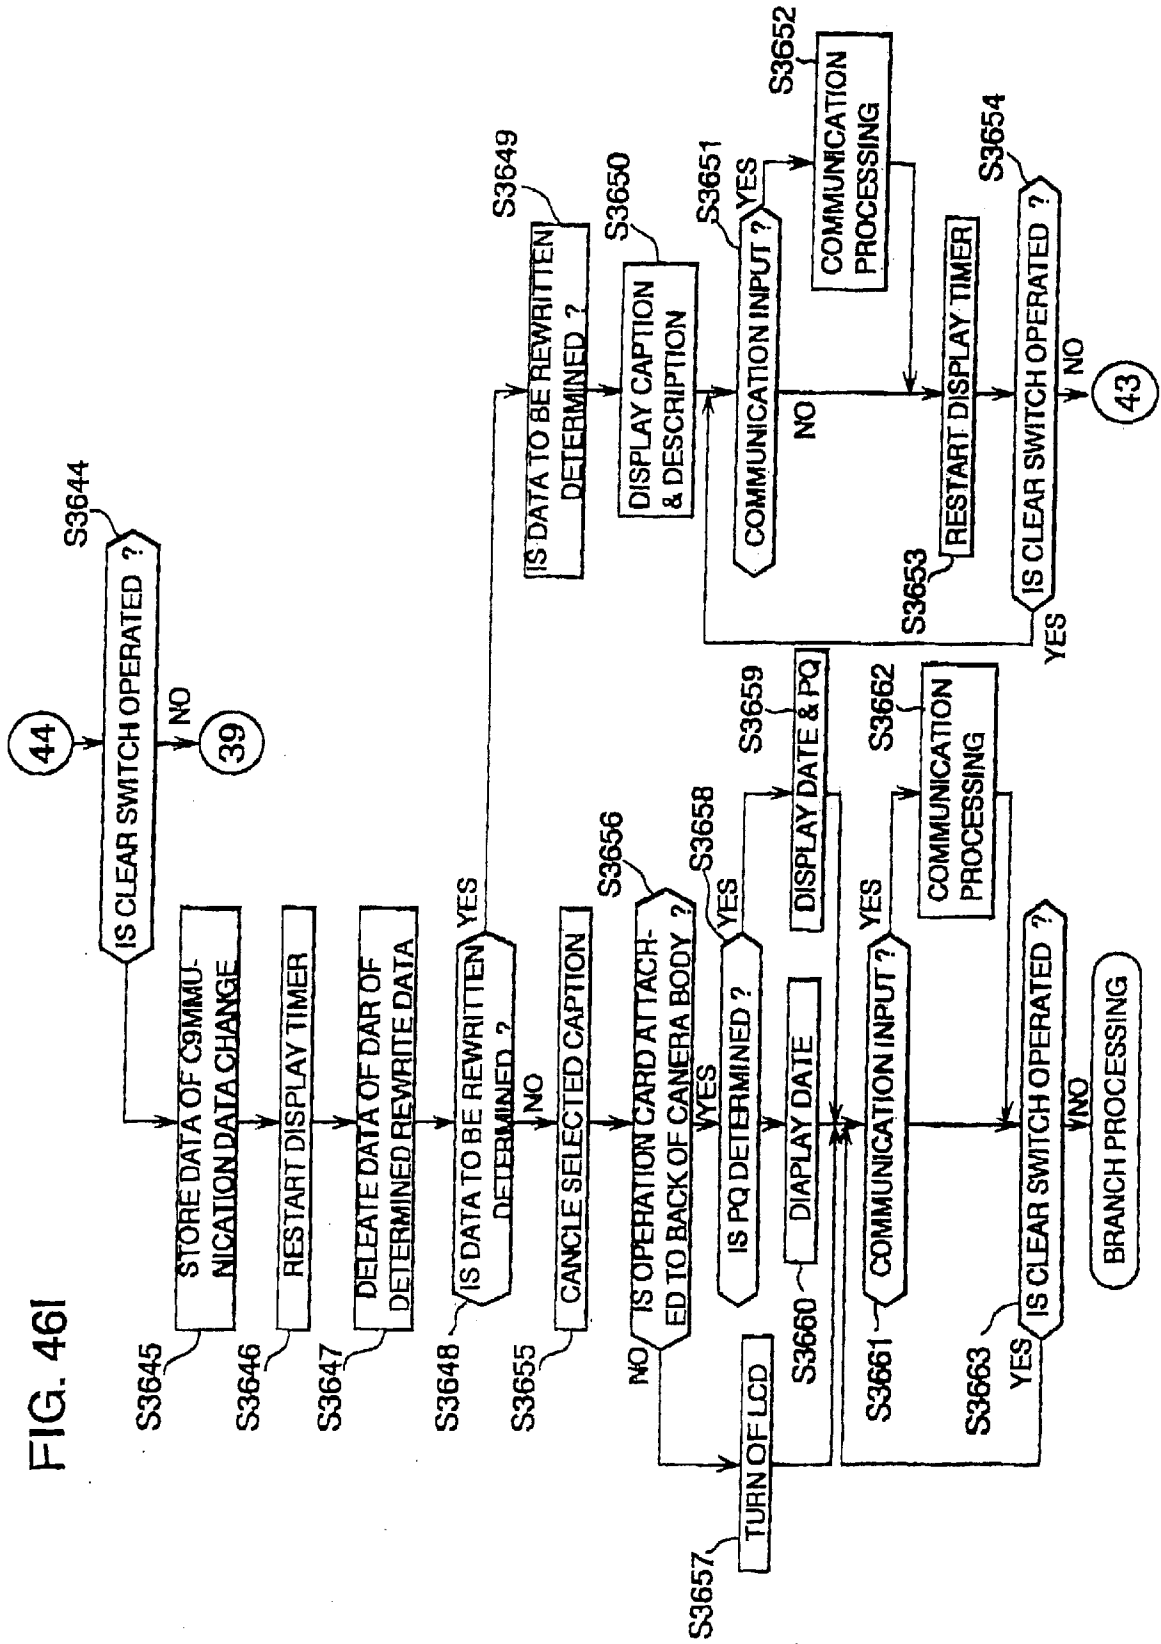 FIG. 46I
44
S3644
IS CLEAR SWITCH OPERATED ?
NO
39
S3645
STORE DATA OF C9MMU-
NICATION DATA CHANGE
S3646
RESTART DISPLAY TIMER
S3647
DELEATE DATA OF DAR OF
DETERMINED REWRITE DATA
S3648
IS DATA TO BE REWRITTEN
DETERMINED ?
YES
NO
S3649
IS DATA TO BE REWRITTEN
DETERMINED ?
S3650
DISPLAY CAPTION
& DESCRIPTION
S3651
COMMUNICATION INPUT ?
YES
NO
S3652
COMMUNICATION
PROCESSING
S3653
RESTART DISPLAY TIMER
S3654
IS CLEAR SWITCH OPERATED ?
YES
NO
43
S3655
CANCLE SELECTED CAPTION
S3656
IS OPERATION CARD ATTACH-
ED TO BACK OF CANERA BODY ?
NO
YES
S3657
TURN OF LCD
S3658
IS PQ DETERMINED ?
YES
S3659
DISPLAY DATE & PQ
S3660
DIAPLAY DATE
S3661
COMMUNICATION INPUT ?
YES
S3662
COMMUNICATION
PROCESSING
S3663
IS CLEAR SWITCH OPERATED ?
YES
NO
BRANCH PROCESSING